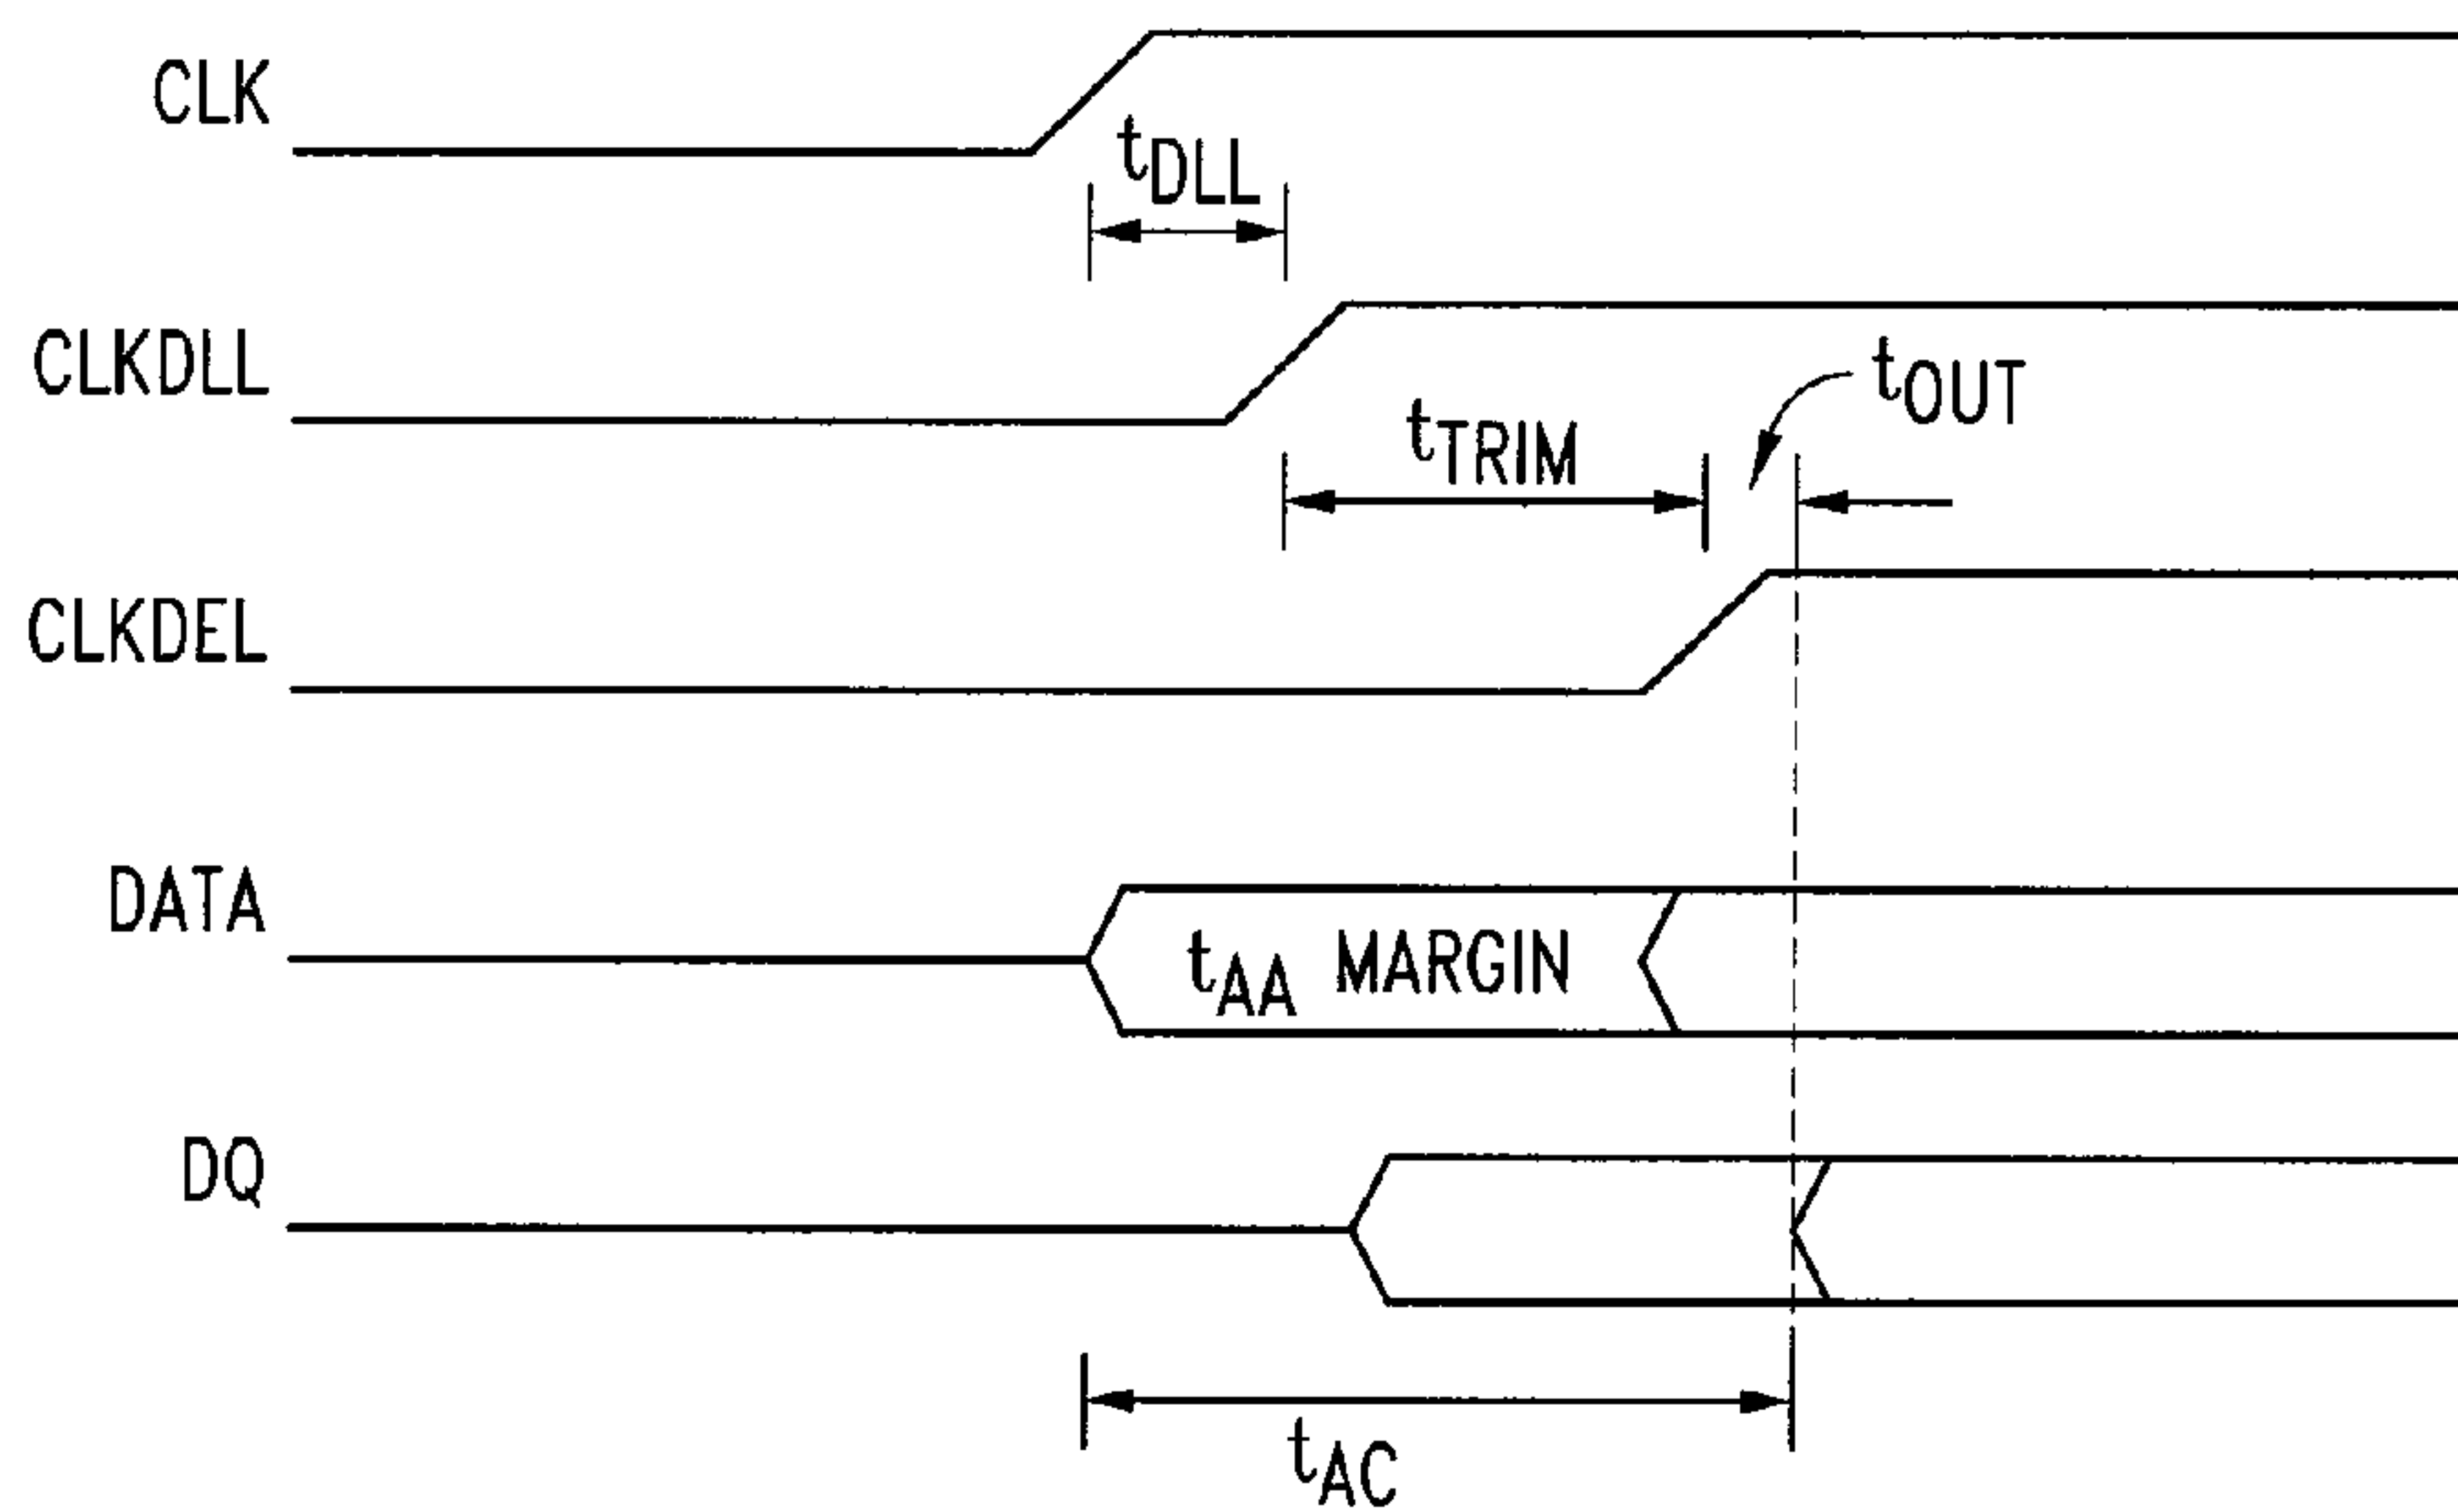 CLK
tDLL
CLKDLL
tOUT
tTRIM
CLKDEL
DATA
tAA MARGIN
DQ
tAC